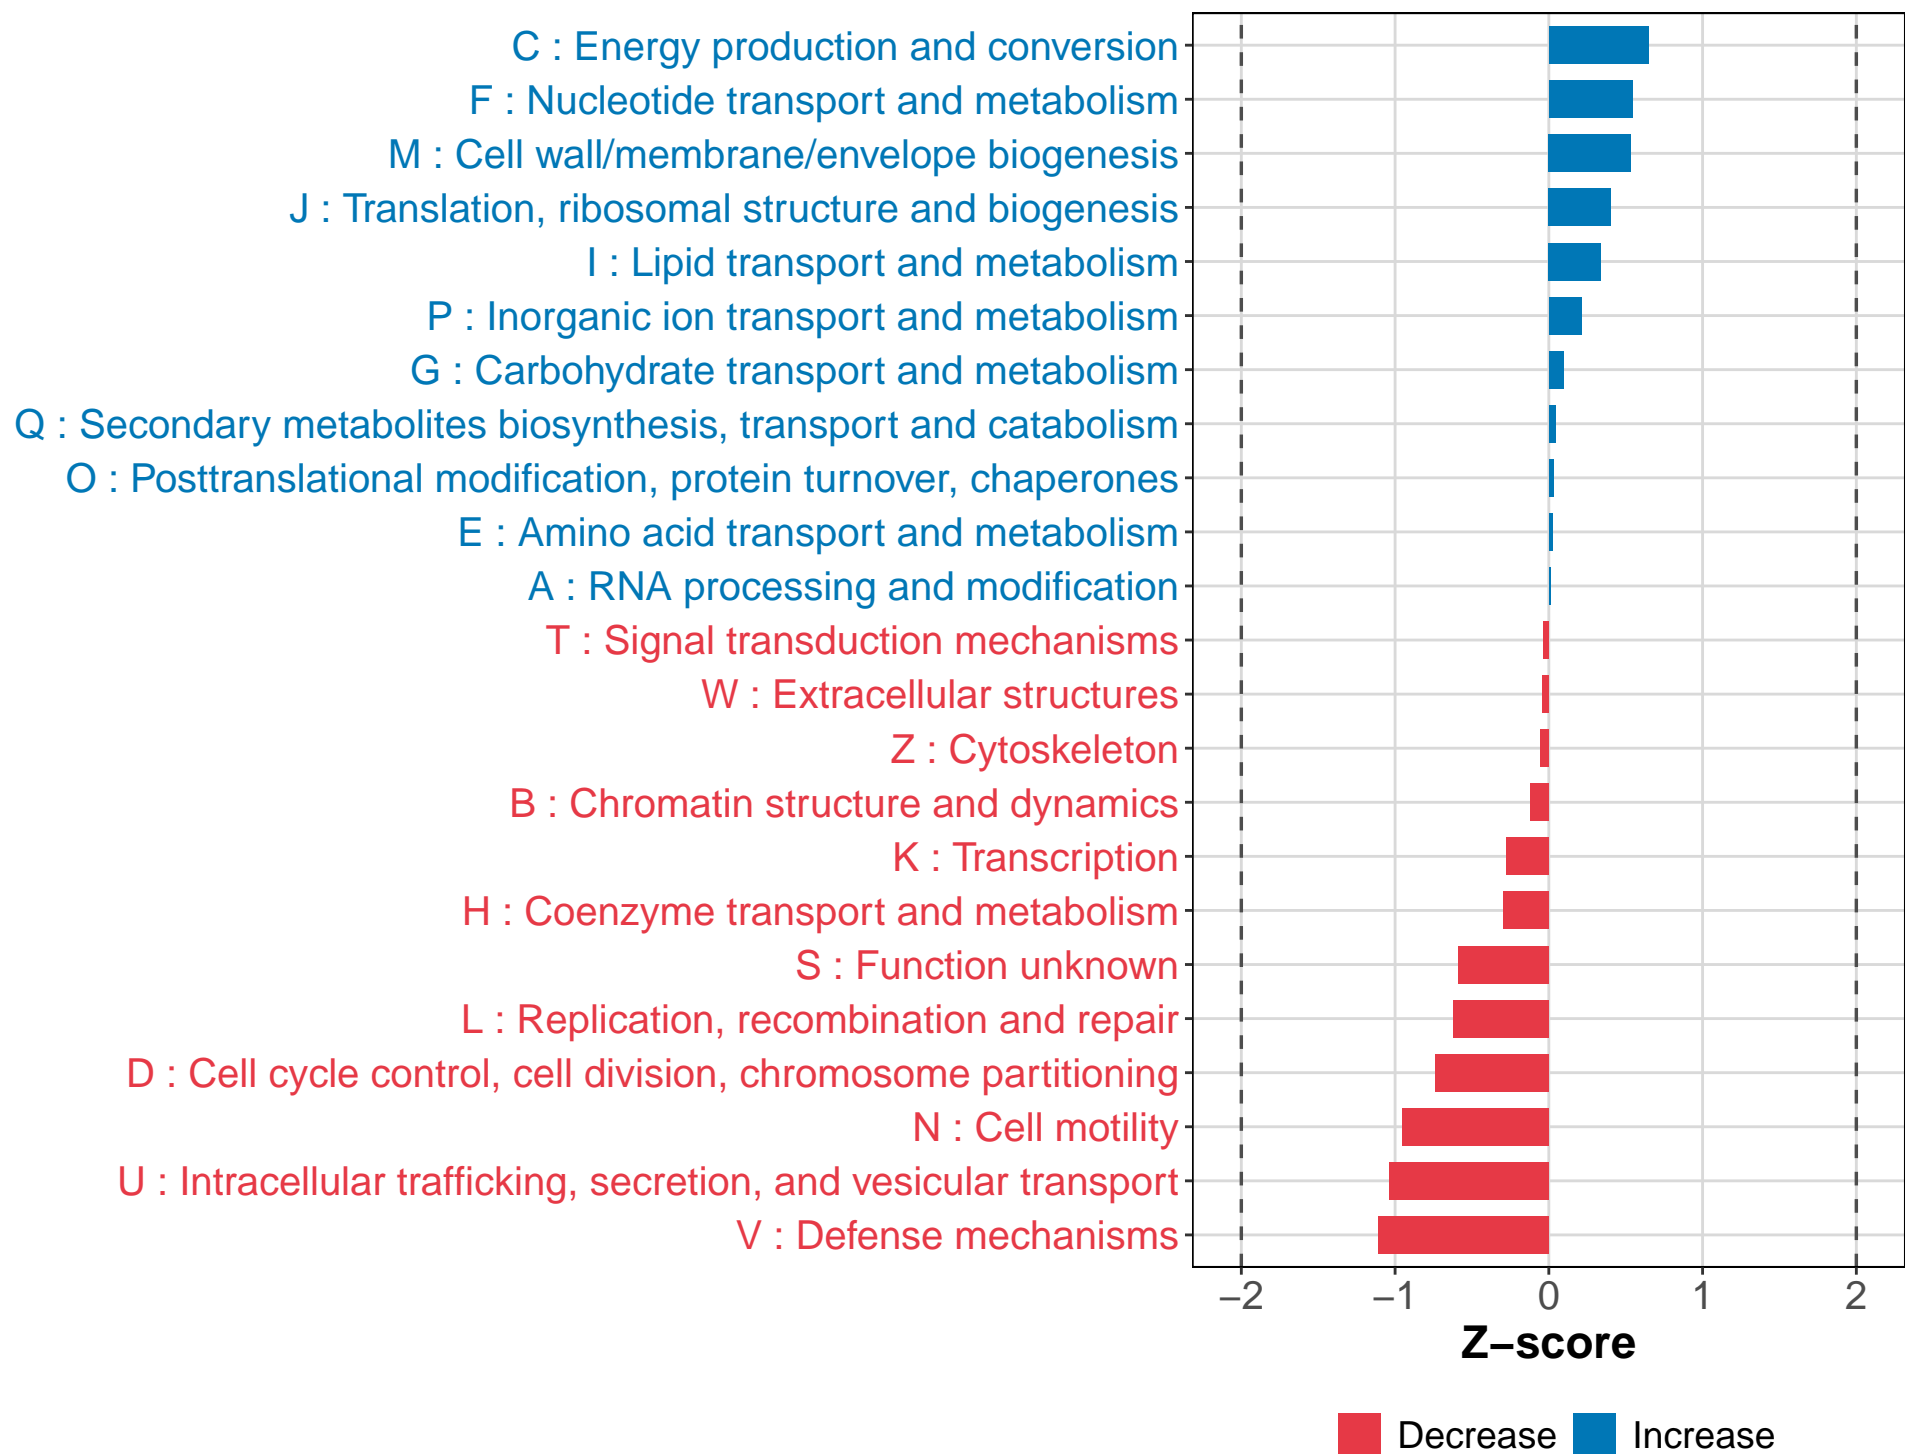 C : Energy production and conversion
F : Nucleotide transport and metabolism
M : Cell wall/membrane/envelope biogenesis
J : Translation, ribosomal structure and biogenesis
I : Lipid transport and metabolism
P : Inorganic ion transport and metabolism
G : Carbohydrate transport and metabolism
Q : Secondary metabolites biosynthesis, transport and catabolism
O : Posttranslational modification, protein turnover, chaperones
E : Amino acid transport and metabolism
A : RNA processing and modification
T : Signal transduction mechanisms
W : Extracellular structures
Z : Cytoskeleton
B : Chromatin structure and dynamics
K : Transcription
H : Coenzyme transport and metabolism
S : Function unknown
L : Replication, recombination and repair
D : Cell cycle control, cell division, chromosome partitioning
N : Cell motility
U : Intracellular trafficking, secretion, and vesicular transport
V : Defense mechanisms
−2 −1 0 1 2
Z−score
Decrease Increase